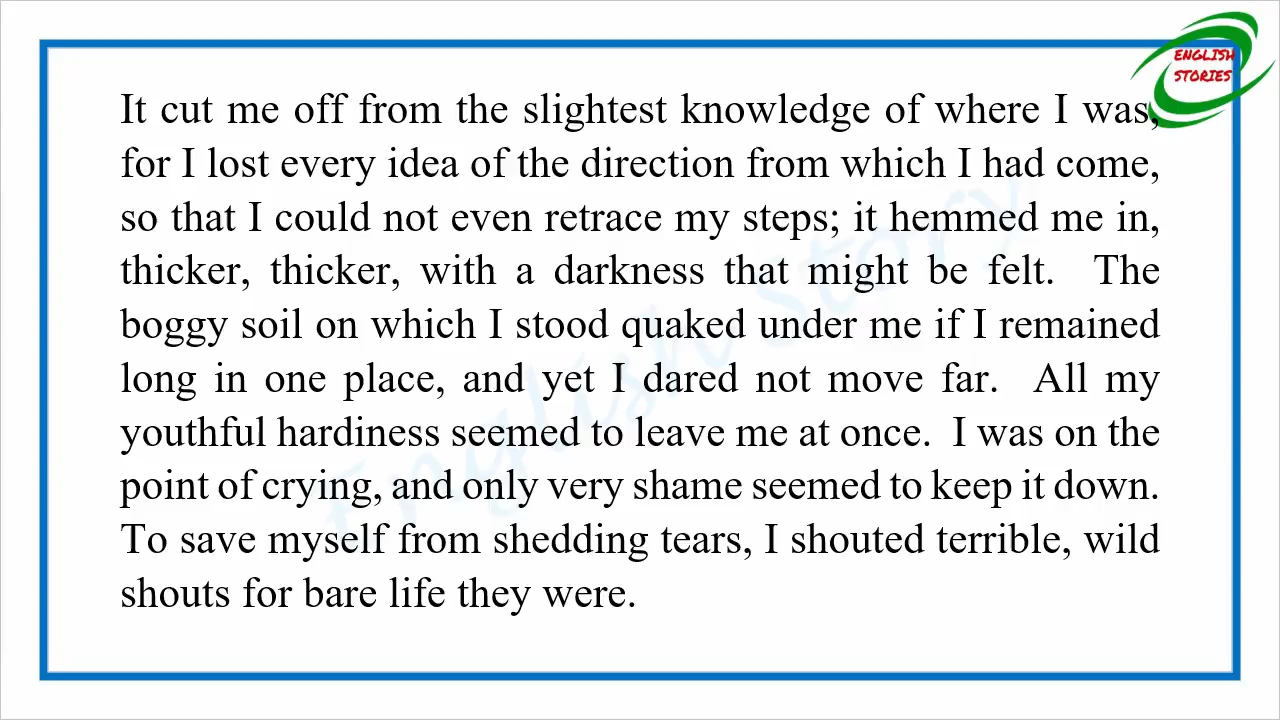 ENGLISH
STORIES
It cut me off from the slightest knowledge of where I was,
for I lost every idea of the direction from which I had come,
so that I could not even retrace my steps; it hemmed me in,
thicker, thicker, with a darkness that might be felt. The
boggy soil on which I stood quaked under me if I remained
long in one place, and yet I dared not move far. All my
youthful hardiness seemed to leave me at once. I was on the
point of crying, and only very shame seemed to keep it down.
To save myself from shedding tears, I shouted terrible, wild
shouts for bare life they were.
English Story